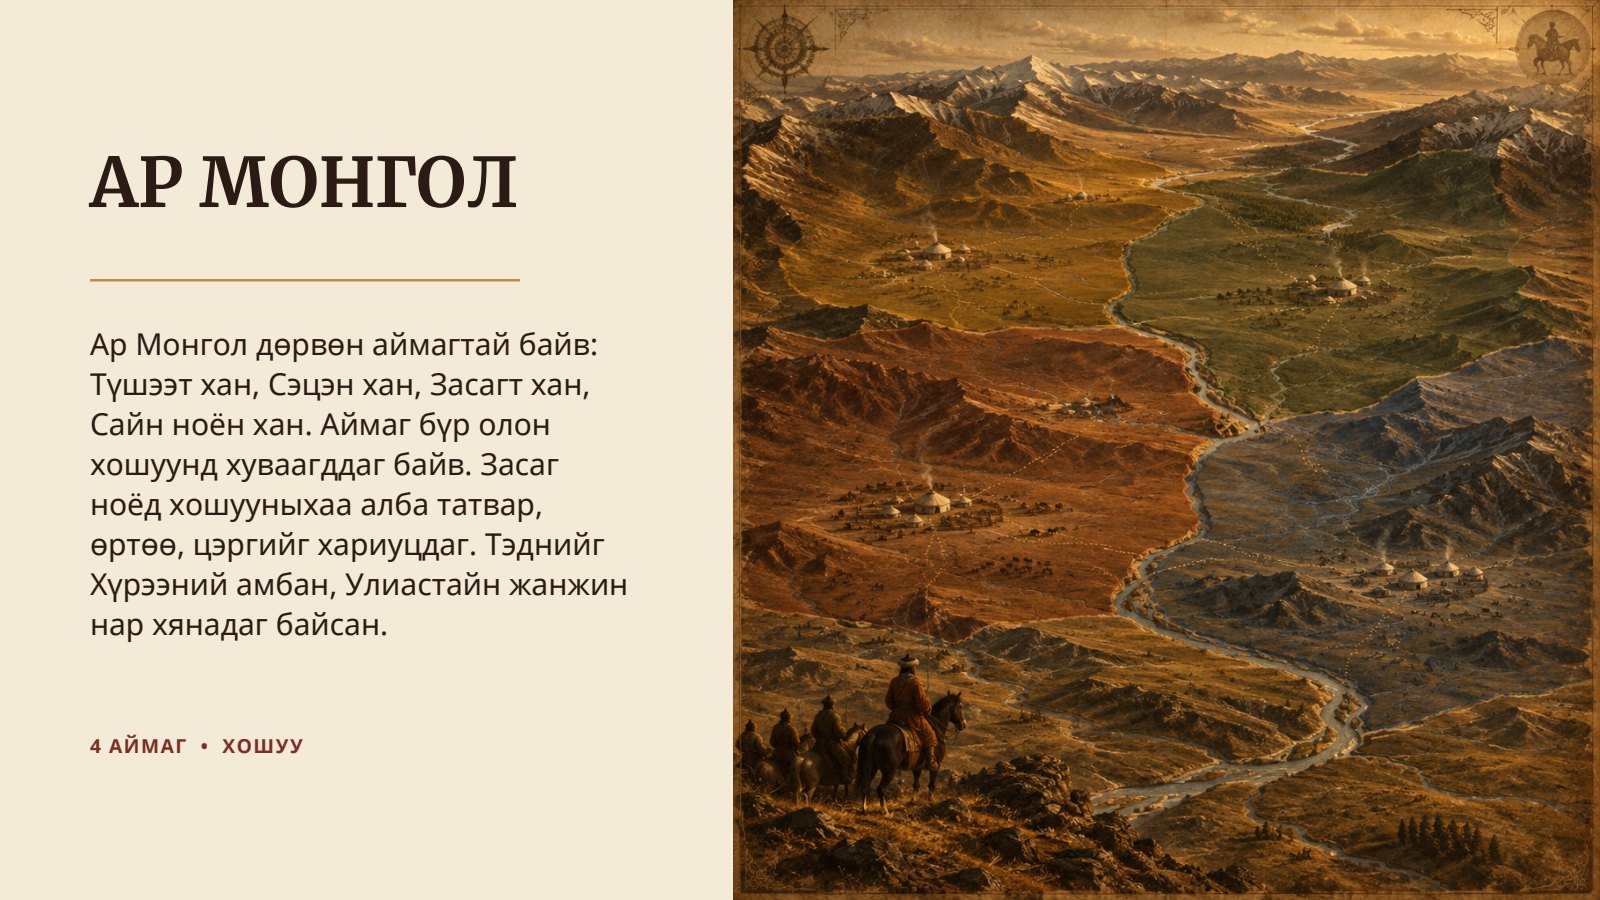 АР МОНГОЛ
Ар Монгол дөрвөн аймагтай байв:
Түшээт хан, Сэцэн хан, Засагт хан,
Сайн ноён хан. Аймаг бүр олон
хошуунд хуваагддаг байв. Засаг
ноёд хошууныхаа алба татвар,
өртөө, цэргийг хариуцдаг. Тэднийг
Хүрээний амбан, Улиастайн жанжин
нар хянадаг байсан.
4 АЙМАГ • ХОШУУ